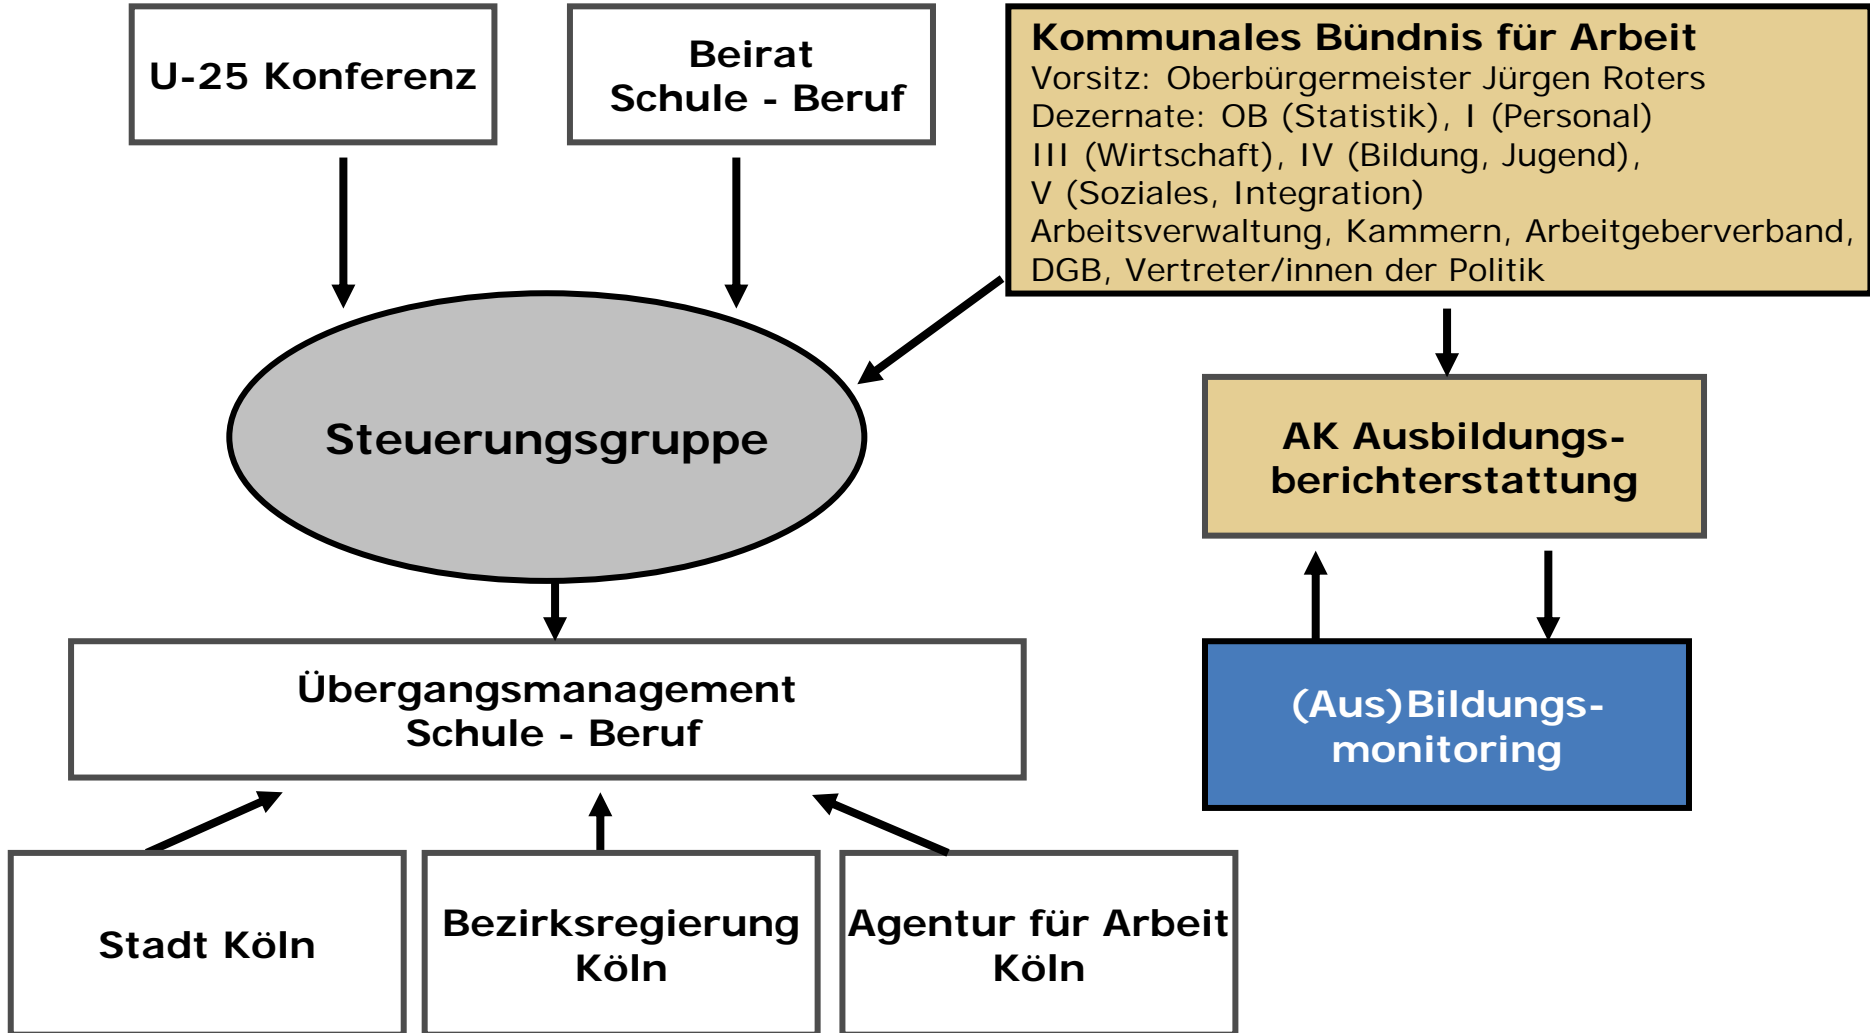 U-25 Konferenz
Beirat
Schule - Beruf
Kommunales Bündnis für Arbeit
Vorsitz: Oberbürgermeister Jürgen Roters
Dezernate: OB (Statistik), I (Personal)
III (Wirtschaft), IV (Bildung, Jugend),
V (Soziales, Integration)
Arbeitsverwaltung, Kammern, Arbeitgeberverband,
DGB, Vertreter/innen der Politik
Steuerungsgruppe
AK Ausbildungs-
berichterstattung
Übergangsmanagement
Schule - Beruf
(Aus)Bildungs-
monitoring
Stadt Köln
Bezirksregierung
Köln
Agentur für Arbeit
Köln